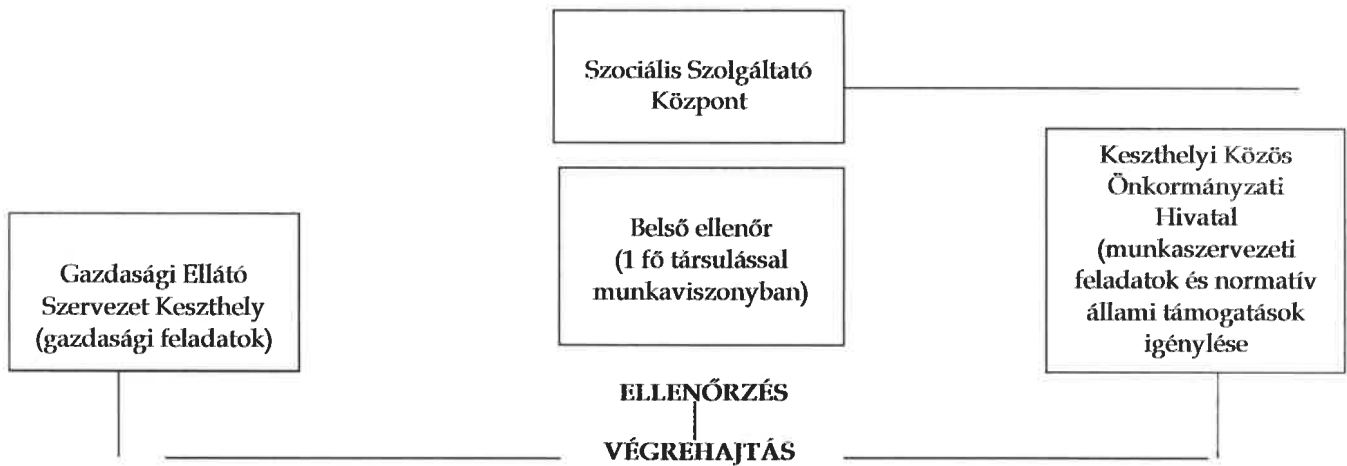 Szociális Szolgáltató
Központ
Keszthelyi Közös
Önkormányzati
Hivatal
(munkaszervezeti
feladatok és normatív
állami támogatások
igénylése
Belső ellenőr
(1 fő társulással
munkaviszonyban)
Gazdasági Ellátó
Szervezet Keszthely
(gazdasági feladatok)
ELLENŐRZÉS
VÉGREHAJTÁS